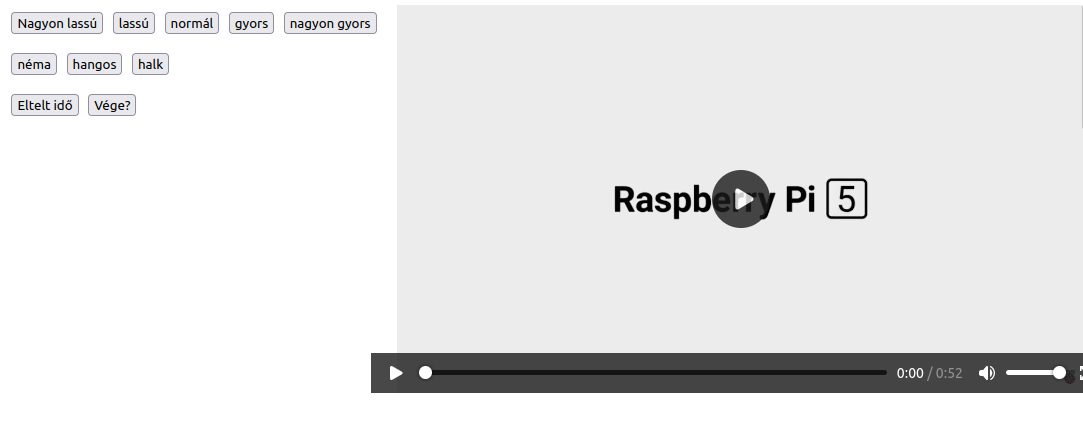 Nagyon lassú lassú normál gyors nagyon gyors
néma hangos halk
Eltelt idő Vége?
Raspberry Pi 5
0:00 / 0:52